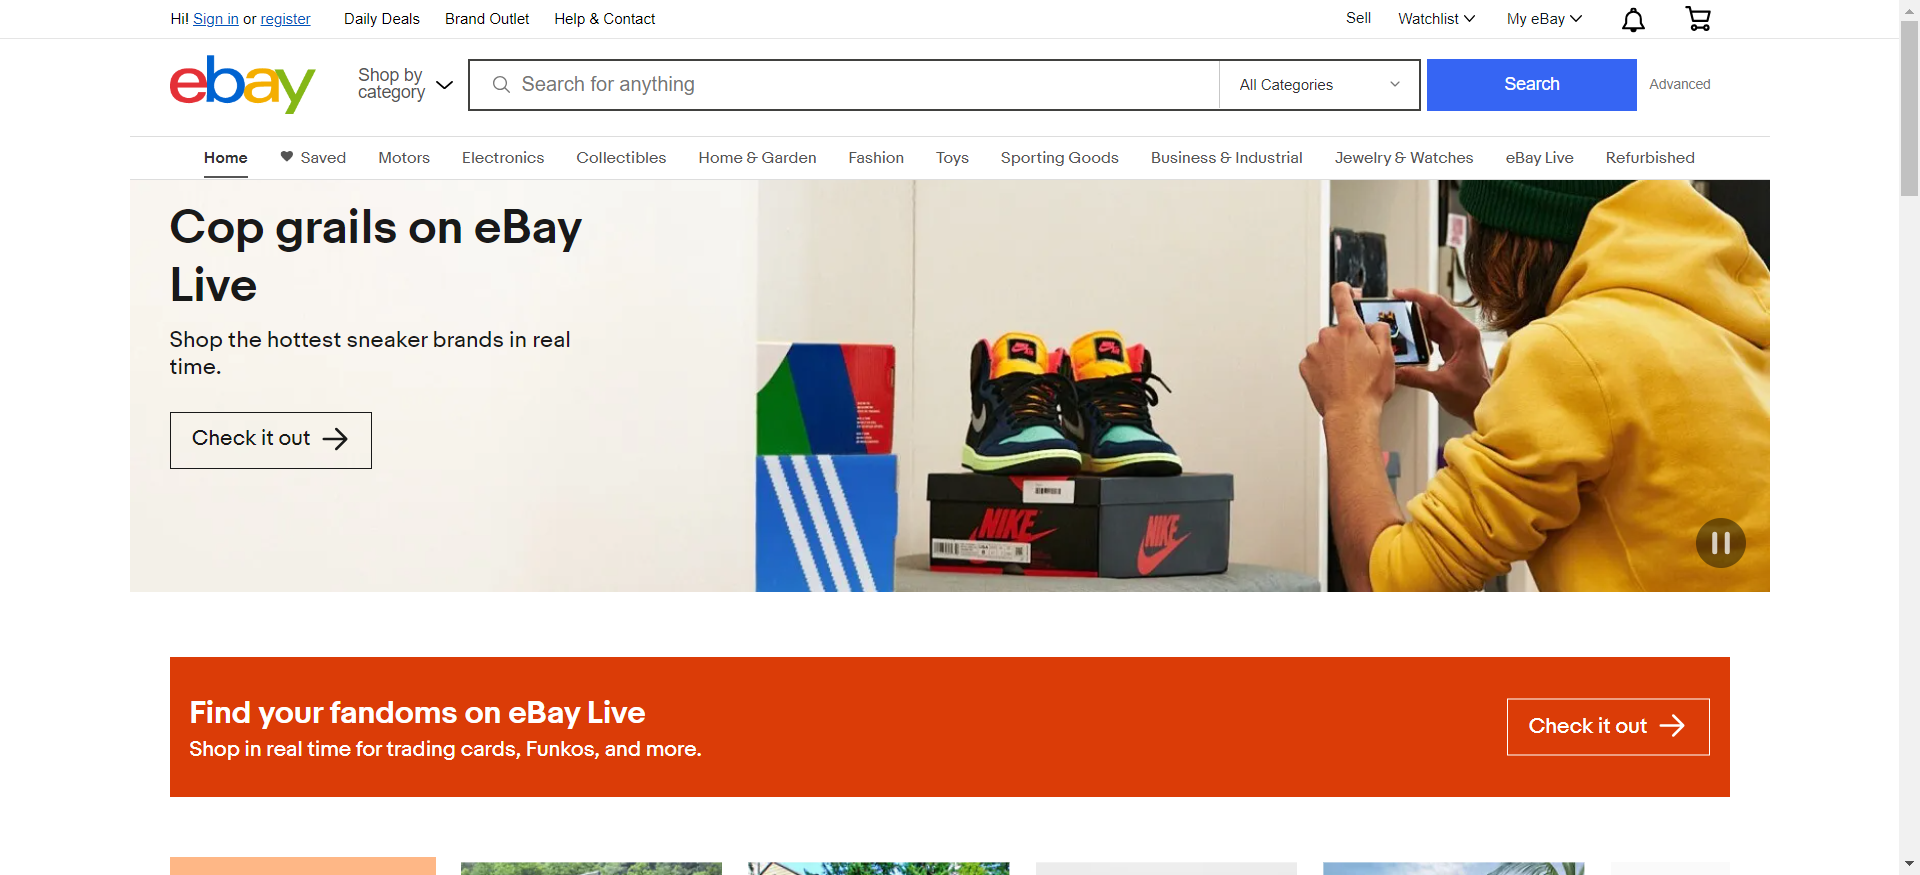 Hi! Sign in or register
Daily Deals
Brand Outlet
Help & Contact
Sell
Watchlist
My eBay
ebay
Shop by
category
Search for anything
All Categories
Search
Advanced
Home
Saved
Motors
Electronics
Collectibles
Home & Garden
Fashion
Toys
Sporting Goods
Business & Industrial
Jewelry & Watches
eBay Live
Refurbished
Cop grails on eBay
Live
Shop the hottest sneaker brands in real
time.
Check it out
NIKE
NIKE
Find your fandoms on eBay Live
Shop in real time for trading cards, Funkos, and more.
Check it out